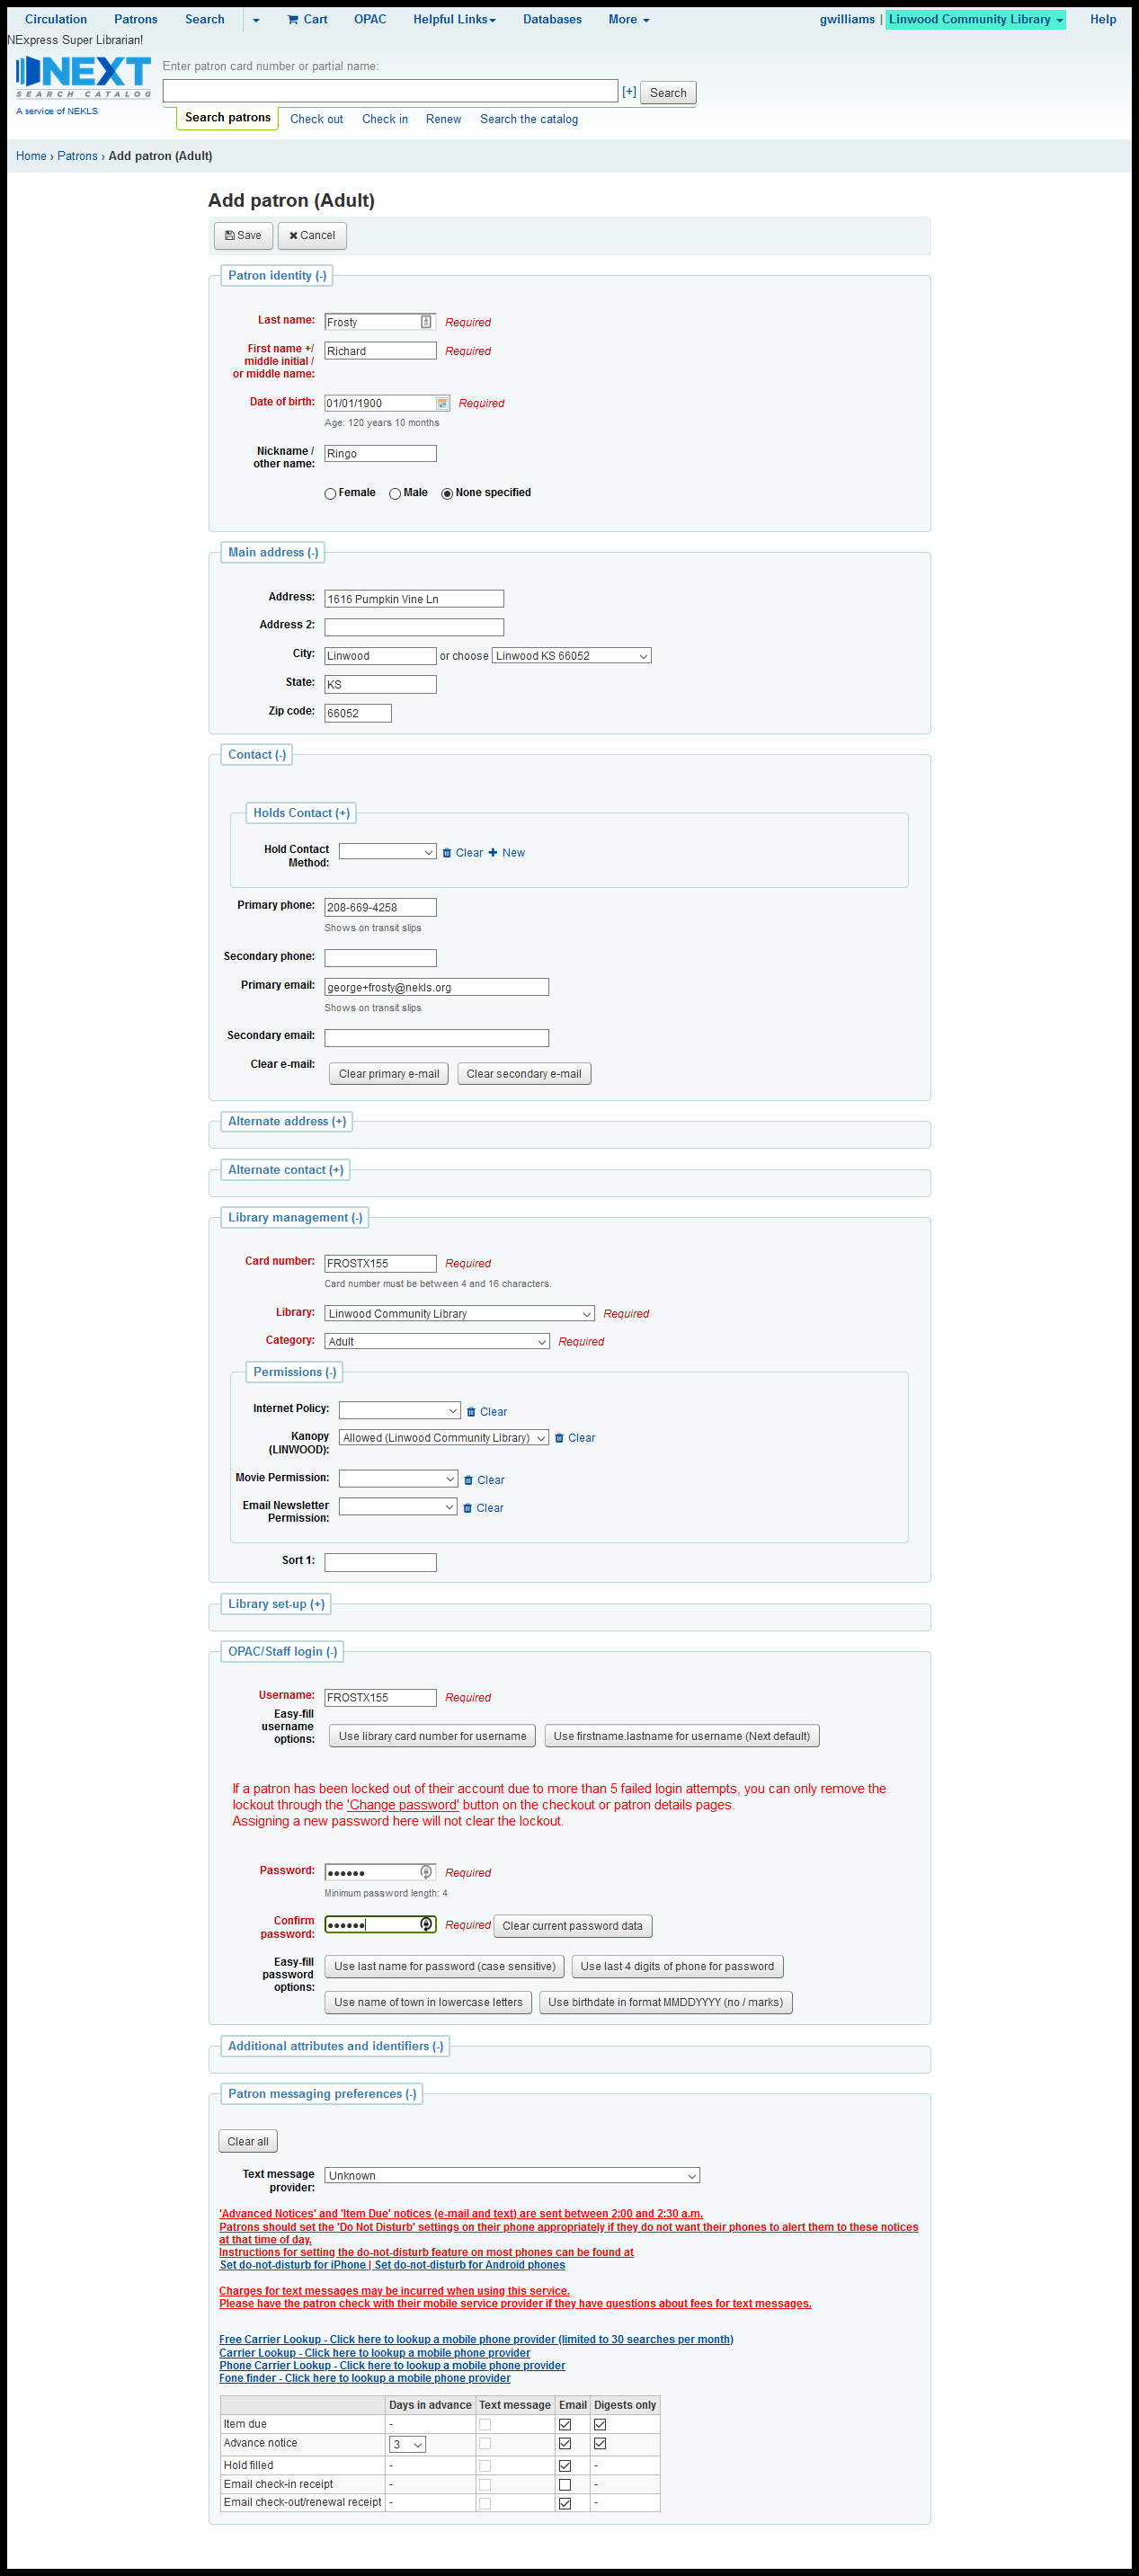 Circulation Patrons Search Cart OPAC Helpful Links Databases More gwilliams | Linwood Community Library Help
NExpress Super Librarian!
NEXT
SEARCH CATALOG
A service of NEKLS
Enter patron card number or partial name:
[+] Search
Search patrons Check out Check in Renew Search the catalog
Home › Patrons › Add patron (Adult)
Add patron (Adult)
Save Cancel
Patron identity (-)
Last name: Frosty Required
First name +/ middle initial / or middle name: Richard Required
Date of birth: 01/01/1900 Required
Age: 120 years 10 months
Nickname / other name: Ringo
Female Male None specified
Main address (-)
Address: 1616 Pumpkin Vine Ln
Address 2:
City: Linwood or choose Linwood KS 66052
State: KS
Zip code: 66052
Contact (-)
Holds Contact (+)
Hold Contact Method: Clear New
Primary phone: 208-669-4258
Shows on transit slips
Secondary phone:
Primary email: george+frosty@nekls.org
Shows on transit slips
Secondary email:
Clear e-mail: Clear primary e-mail Clear secondary e-mail
Alternate address (+)
Alternate contact (+)
Library management (-)
Card number: FROSTX155 Required
Card number must be between 4 and 16 characters.
Library: Linwood Community Library Required
Category: Adult Required
Permissions (-)
Internet Policy: Clear
Kanopy (LINWOOD): Allowed (Linwood Community Library) Clear
Movie Permission: Clear
Email Newsletter Permission: Clear
Sort 1:
Library set-up (+)
OPAC/Staff login (-)
Username: FROSTX155 Required
Easy-fill username options: Use library card number for username Use firstname.lastname for username (Next default)
If a patron has been locked out of their account due to more than 5 failed login attempts, you can only remove the
lockout through the 'Change password' button on the checkout or patron details pages.
Assigning a new password here will not clear the lockout.
Password: ●●●●●● Required
Minimum password length: 4
Confirm password: ●●●●●● Required Clear current password data
Easy-fill password options: Use last name for password (case sensitive) Use last 4 digits of phone for password
Use name of town in lowercase letters Use birthdate in format MMDDYYYY (no / marks)
Additional attributes and identifiers (-)
Patron messaging preferences (-)
Clear all
Text message provider: Unknown
'Advanced Notices' and 'Item Due' notices (e-mail and text) are sent between 2:00 and 2:30 a.m.
Patrons should set the 'Do Not Disturb' settings on their phone appropriately if they do not want their phones to alert them to these notices
at that time of day.
Instructions for setting the do-not-disturb feature on most phones can be found at
Set do-not-disturb for iPhone | Set do-not-disturb for Android phones
Charges for text messages may be incurred when using this service.
Please have the patron check with their mobile service provider if they have questions about fees for text messages.
Free Carrier Lookup - Click here to lookup a mobile phone provider (limited to 30 searches per month)
Carrier Lookup - Click here to lookup a mobile phone provider
Phone Carrier Lookup - Click here to lookup a mobile phone provider
Fone finder - Click here to lookup a mobile phone provider
Days in advance Text message Email Digests only
Item due -
Advance notice 3
Hold filled - -
Email check-in receipt - -
Email check-out/renewal receipt - -